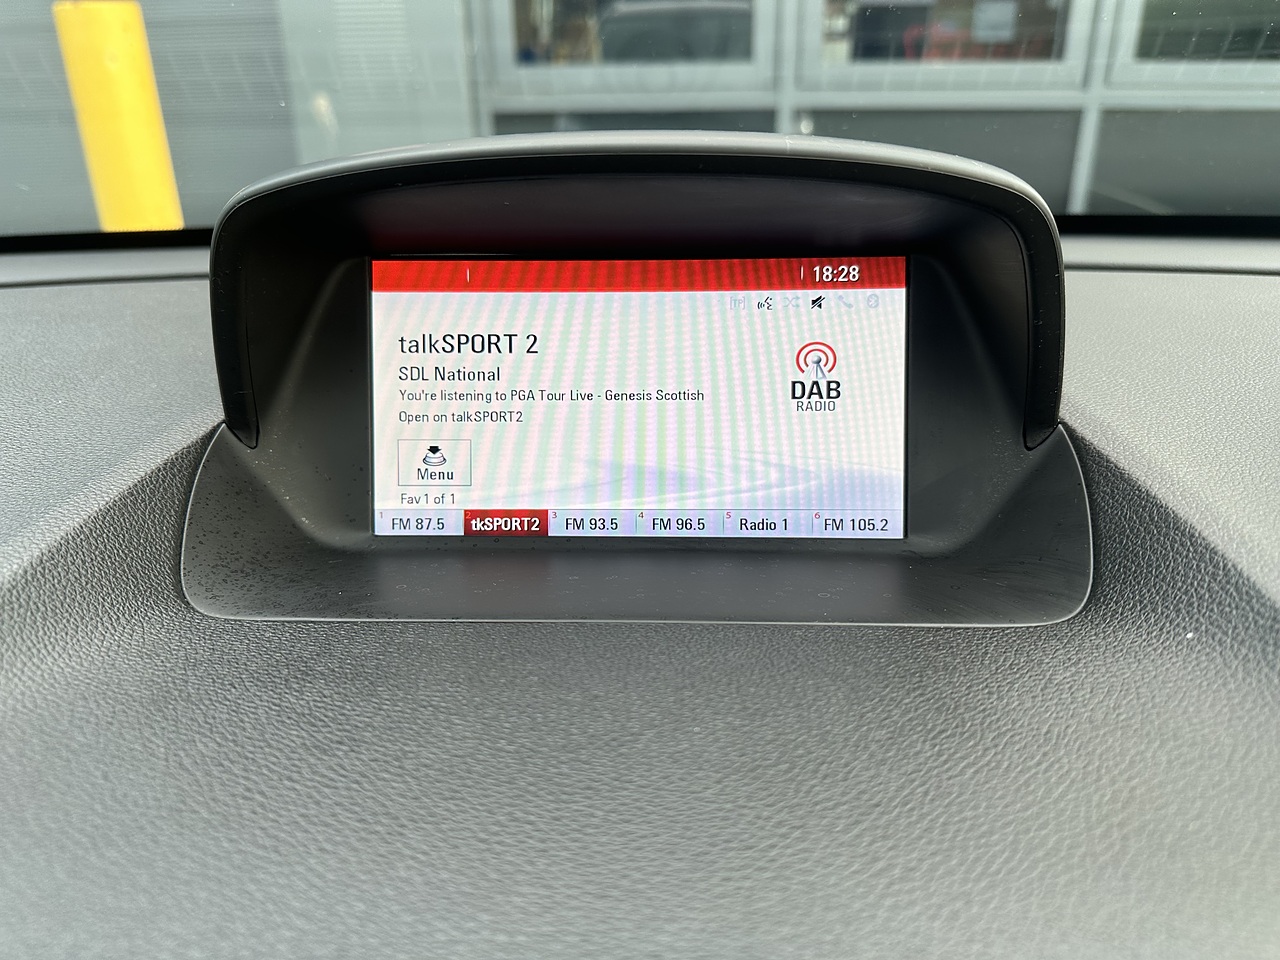 18:28
[TP]
talkSPORT 2
SDL National
You're listening to PGA Tour Live - Genesis Scottish
Open on talkSPORT2
DAB
RADIO
Menu
Fav 1 of 1
1 FM 87.5 2 tkSPORT2 3 FM 93.5 4 FM 96.5 5 Radio 1 6 FM 105.2